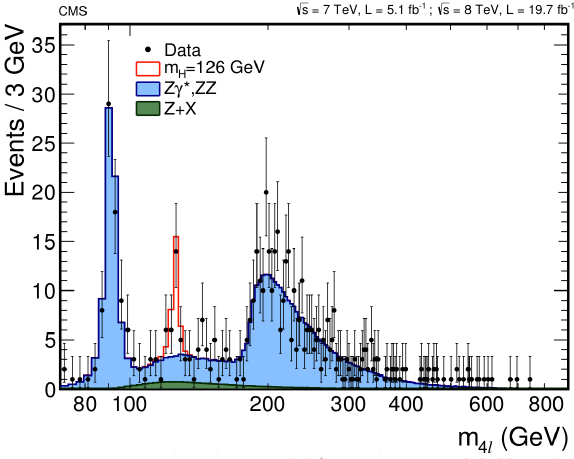 CMS √s = 7 TeV, L = 5.1 fb⁻¹ ; √s = 8 TeV, L = 19.7 fb⁻¹
Events / 3 GeV
35
30
25
20
15
10
5
0
Data
m_H=126 GeV
Zγ*,ZZ
Z+X
80 100 200 300 400 600 800
m_4l (GeV)